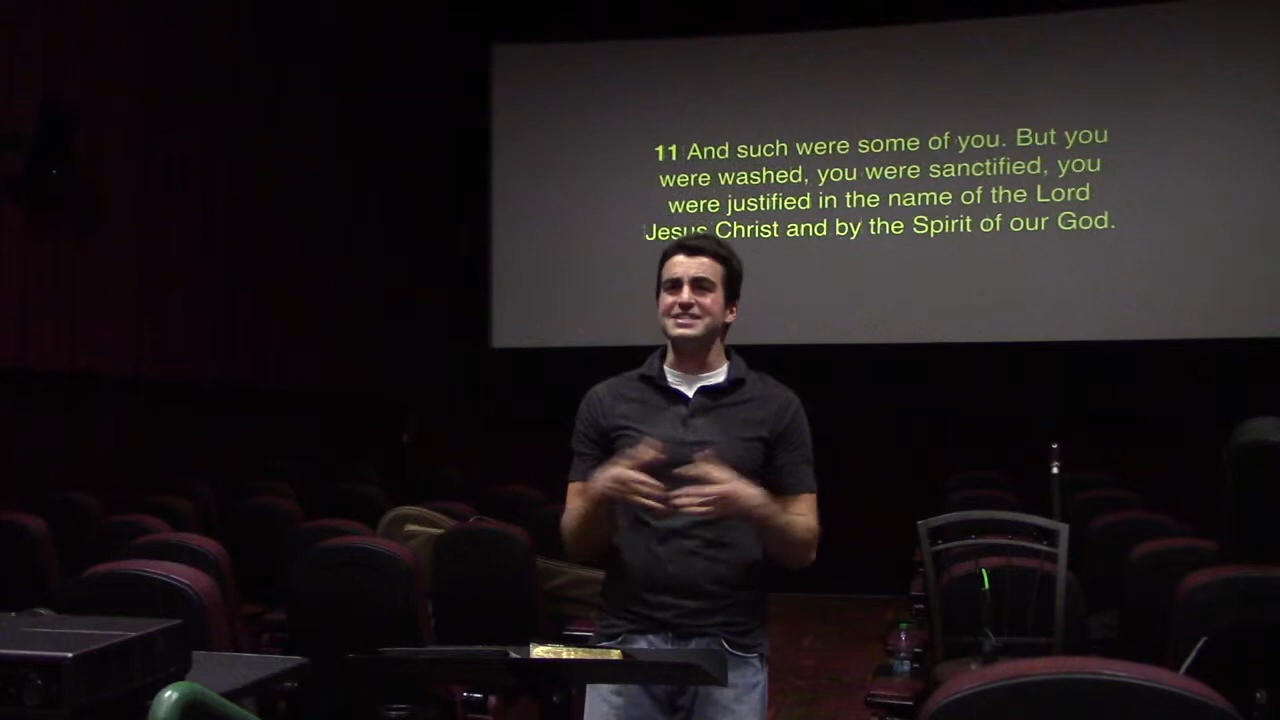 11 And such were some of you. But you
were washed, you were sanctified, you
were justified in the name of the Lord
Jesus Christ and by the Spirit of our God.